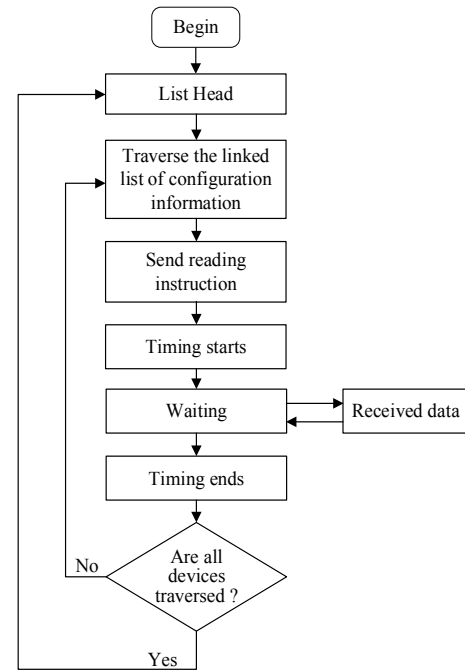 Begin
List Head
Traverse the linked
list of configuration
information
Send reading
instruction
Timing starts
Waiting
Received data
Timing ends
Are all
devices
traversed ?
No
Yes